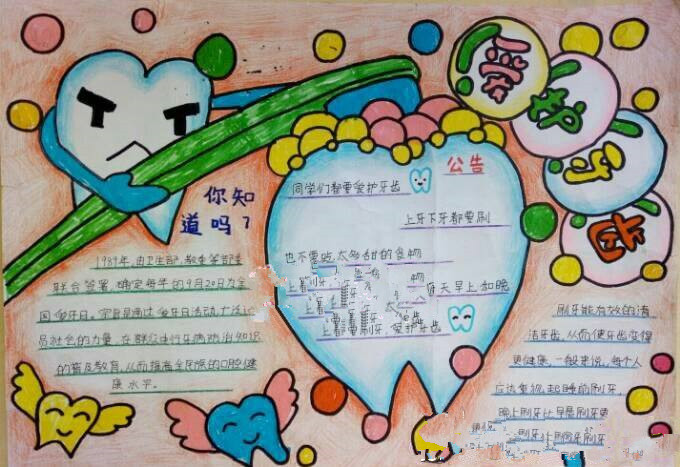 爱护牙齿
你知
道吗？
1989年，由卫生部、教委等部委
联合签署，确定每年的9月20日为全
国爱牙日。宗旨是通过爱牙日活动，广泛动
员社会的力量，在群众中进行牙病防治知识
的普及教育，从而提高全民族的口腔健
康水平。
公告
同学们都要爱护牙齿
上牙下牙都要刷
也不要吃太多甜的食物
每天早上和晚
上
刷牙 爱护牙齿
刷牙能有效的清
洁牙齿，从而使牙齿变得
更健康。一般来说，每个人
应该重视起睡前刷牙，
晚上刷牙比早晨刷牙更
刷牙